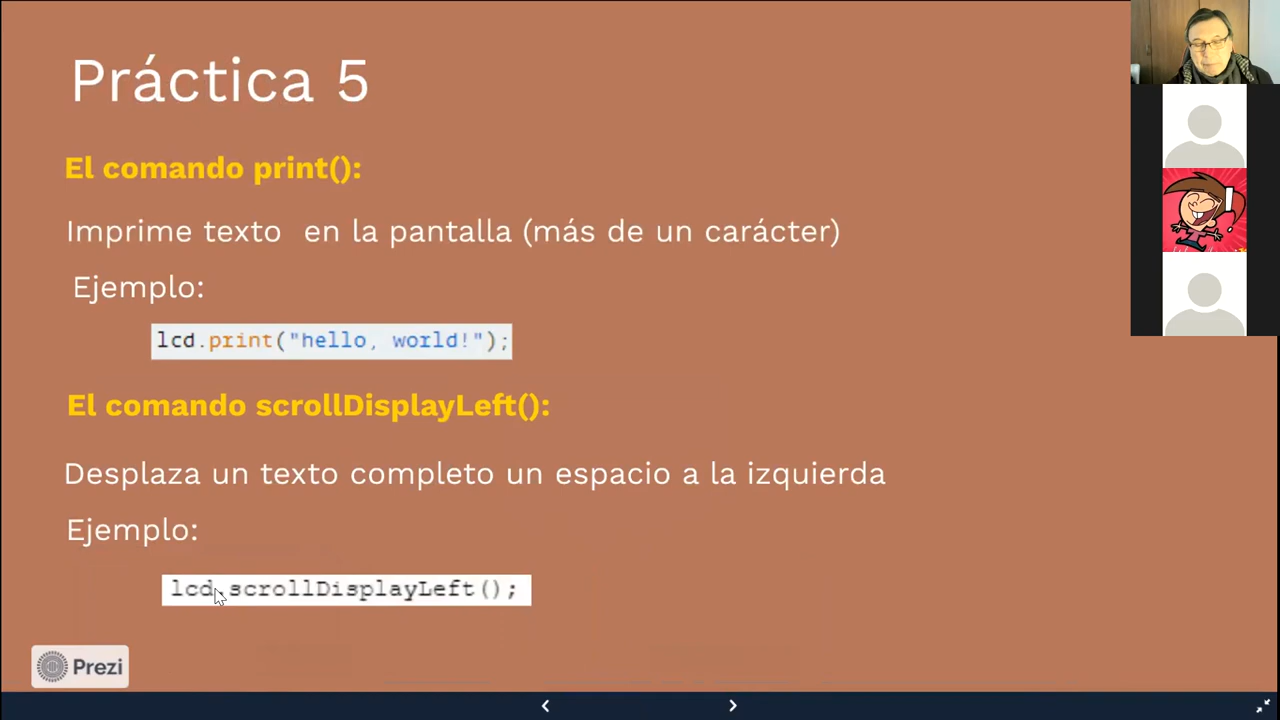 Práctica 5
El comando print():
Imprime texto en la pantalla (más de un carácter)
Ejemplo:
lcd.print("hello, world!");
El comando scrollDisplayLeft():
Desplaza un texto completo un espacio a la izquierda
Ejemplo:
lcd.scrollDisplayLeft();
Prezi